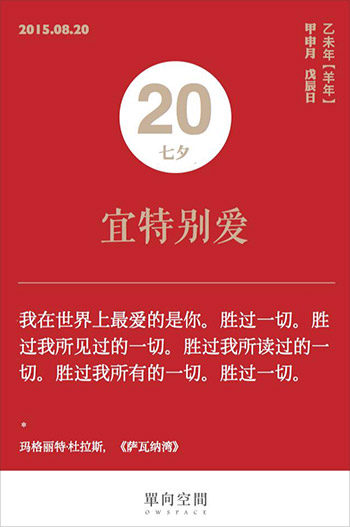 2015.08.20
乙未年【羊年】
甲申月 戊辰日
20
七夕
宜特别爱
我在世界上最爱的是你。胜过一切。胜
过我所见过的一切。胜过我所读过的一
切。胜过我所有的一切。胜过一切。
*
玛格丽特·杜拉斯，《萨瓦纳湾》
單向空間
OWSPACE